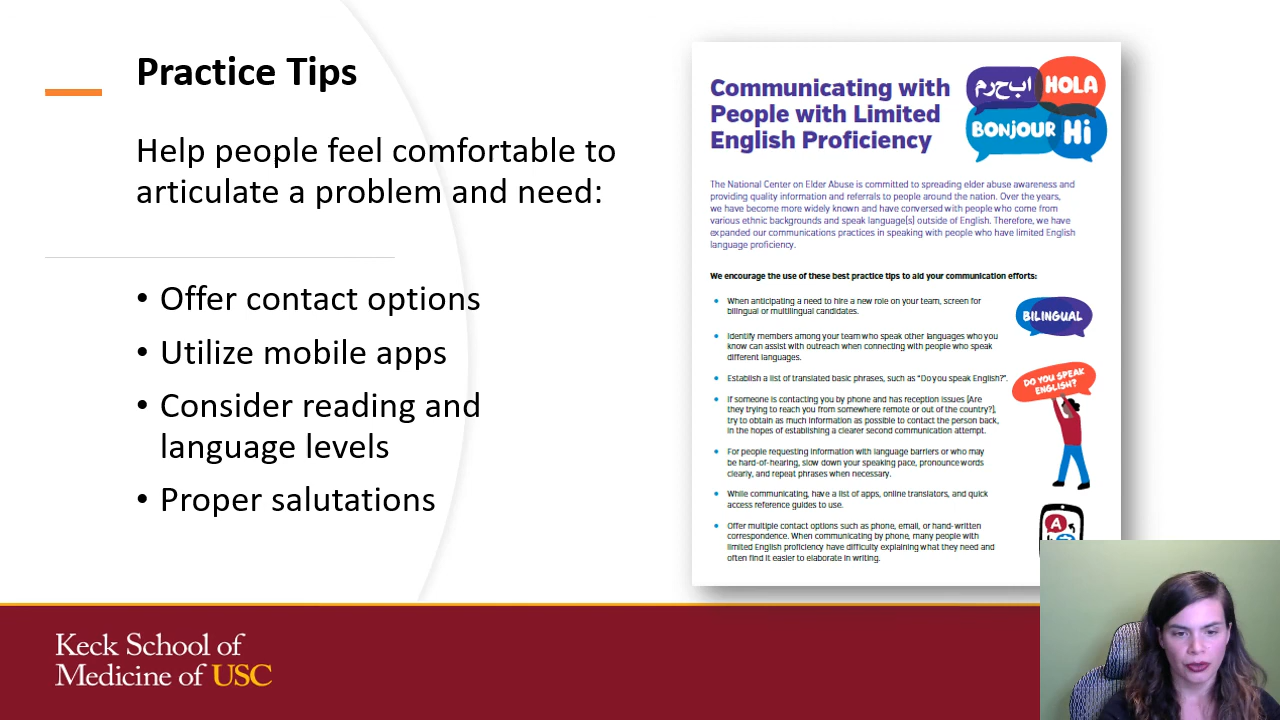 Practice Tips
Help people feel comfortable to
articulate a problem and need:
• Offer contact options
• Utilize mobile apps
• Consider reading and
language levels
• Proper salutations
Communicating with
People with Limited
English Proficiency
ابحرم
HOLA
BONJOUR
Hi
The National Center on Elder Abuse is committed to spreading elder abuse awareness and
providing quality information and referrals to people around the nation. Over the years,
we have become more widely known and have conversed with people who come from
various ethnic backgrounds and speak language(s) outside of English. Therefore, we have
expanded our communications practices in speaking with people who have limited English
language proficiency.
We encourage the use of these best practice tips to aid your communication efforts:
• When anticipating a need to hire a new role on your team, screen for
bilingual or multilingual candidates.
BILINGUAL
• Identify members among your team who speak other languages who you
know can assist with outreach when connecting with people who speak
different languages.
• Establish a list of translated basic phrases, such as "Do you speak English?".
DO YOU SPEAK
ENGLISH?
• If someone is contacting you by phone and has reception issues [Are
they trying to reach you from somewhere remote or out of the country?],
try to obtain as much information as possible to contact the person back,
in the hopes of establishing a clearer second communication attempt.
• For people requesting information with language barriers or who may
be hard-of-hearing, slow down your speaking pace, pronounce words
clearly, and repeat phrases when necessary.
• While communicating, have a list of apps, online translators, and quick
access reference guides to use.
A
• Offer multiple contact options such as phone, email, or hand-written
correspondence. When communicating by phone, many people with
limited English proficiency have difficulty explaining what they need and
often find it easier to elaborate in writing.
Keck School of
Medicine of USC